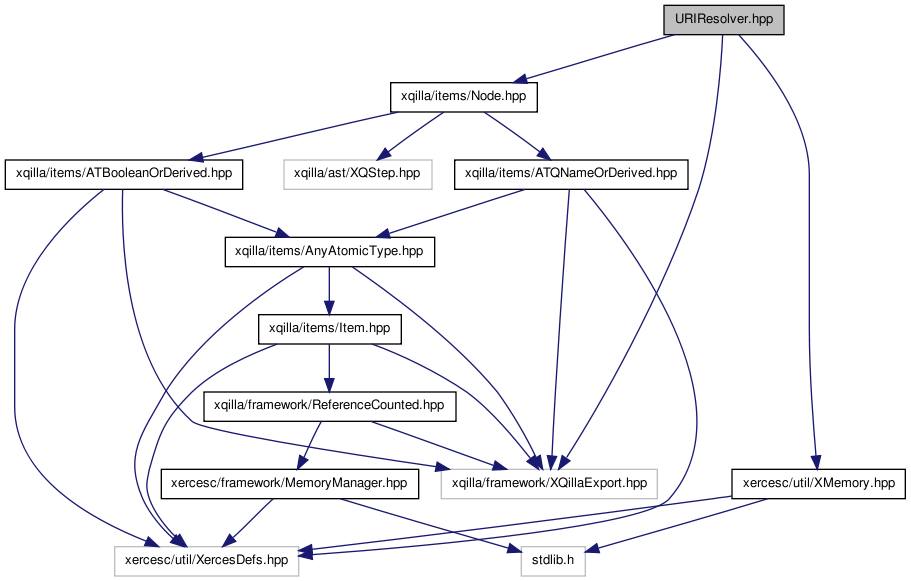 URIResolver.hpp
xqilla/items/Node.hpp
xqilla/items/ATBooleanOrDerived.hpp
xqilla/ast/XQStep.hpp
xqilla/items/ATQNameOrDerived.hpp
xqilla/items/AnyAtomicType.hpp
xqilla/items/Item.hpp
xqilla/framework/ReferenceCounted.hpp
xercesc/framework/MemoryManager.hpp
xqilla/framework/XQillaExport.hpp
xercesc/util/XMemory.hpp
xercesc/util/XercesDefs.hpp
stdlib.h